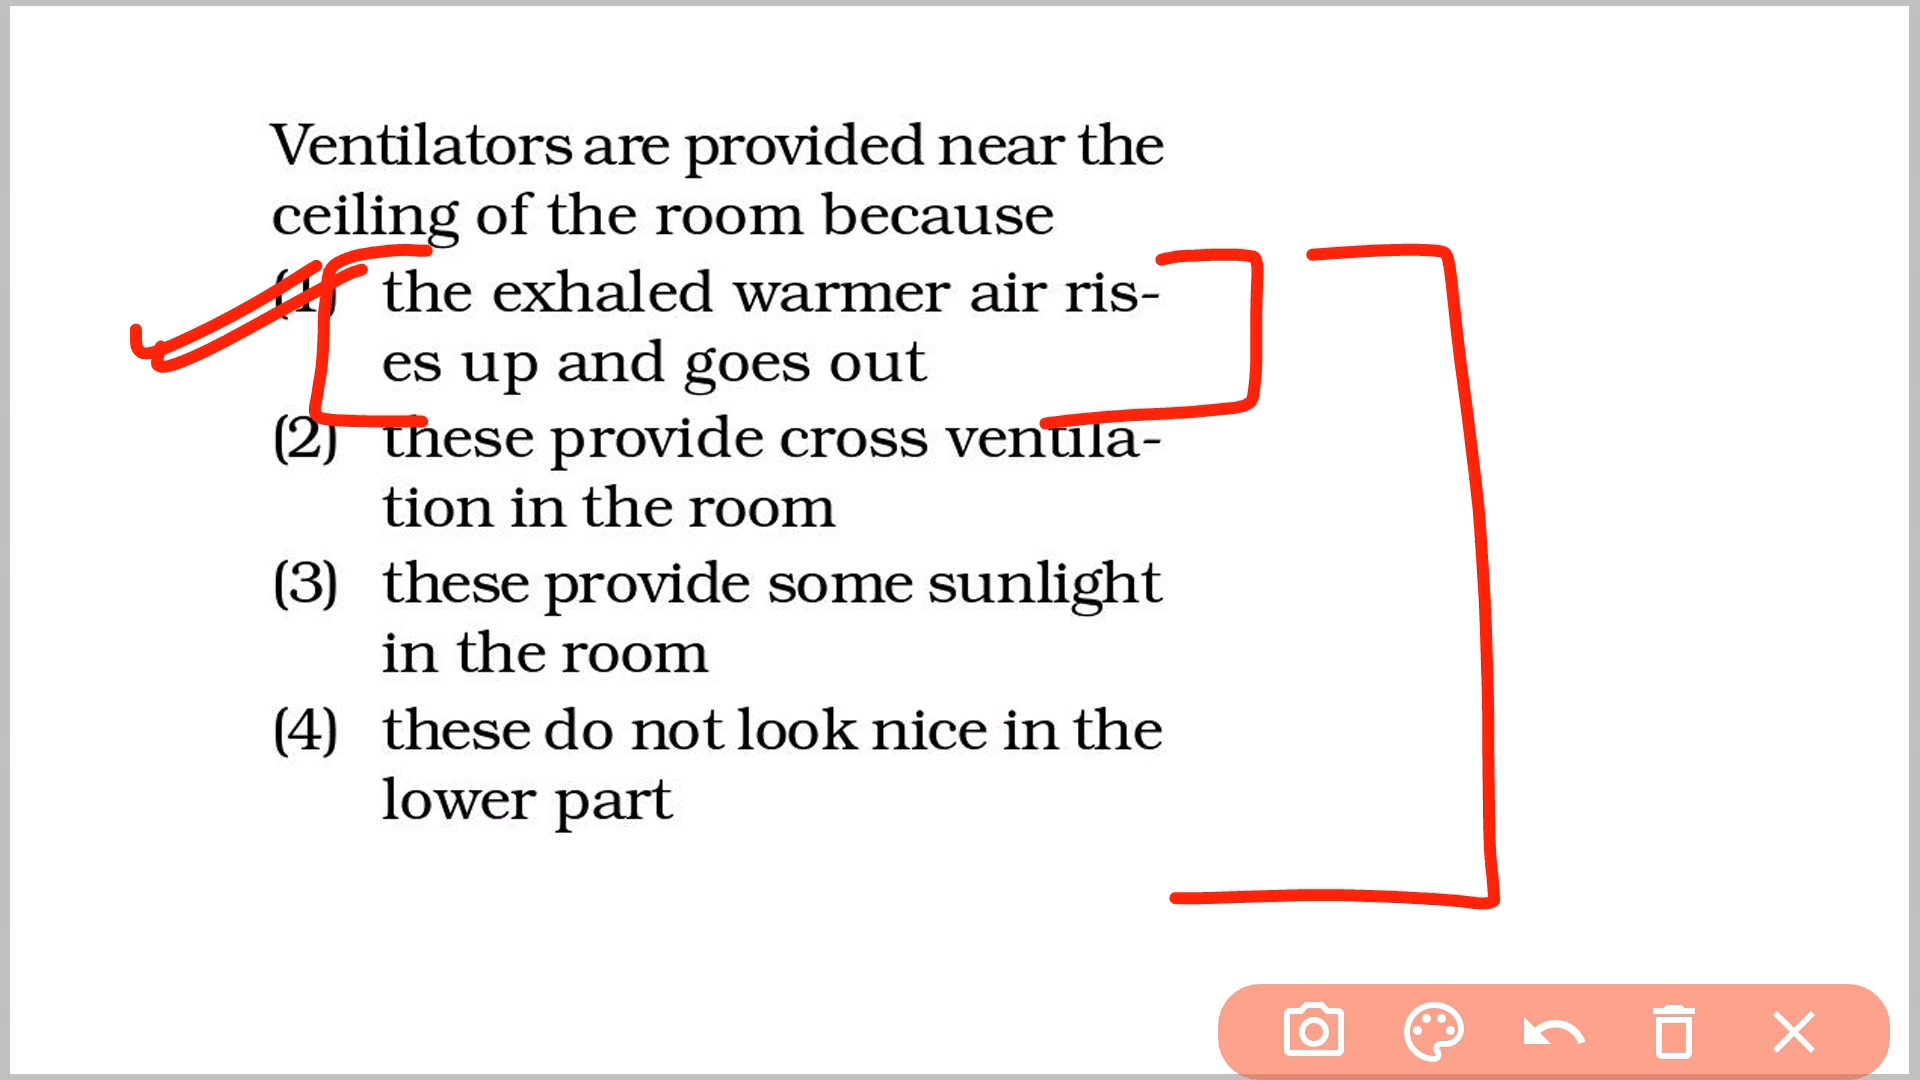 Ventilators are provided near the
ceiling of the room because
(1) the exhaled warmer air ris-
es up and goes out
(2) these provide cross ventila-
tion in the room
(3) these provide some sunlight
in the room
(4) these do not look nice in the
lower part